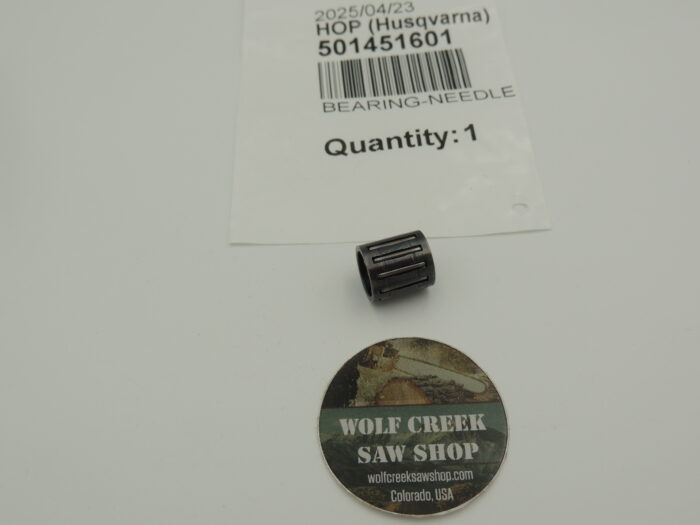 2025/04/23
HOP (Husqvarna)
501451601
BEARING-NEEDLE
Quantity:1
WOLF CREEK
SAW SHOP
wolfcreeksawshop.com
Colorado, USA